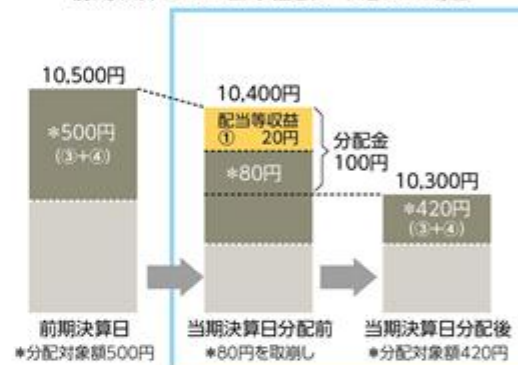 10,500円
*500円
(③+④)
10,400円
配当等収益
① 20円
*80円
分配金
100円
10,300円
*420円
(③+④)
前期決算日
*分配対象額500円
当期決算日分配前
*80円を取崩し
当期決算日分配後
*分配対象額420円